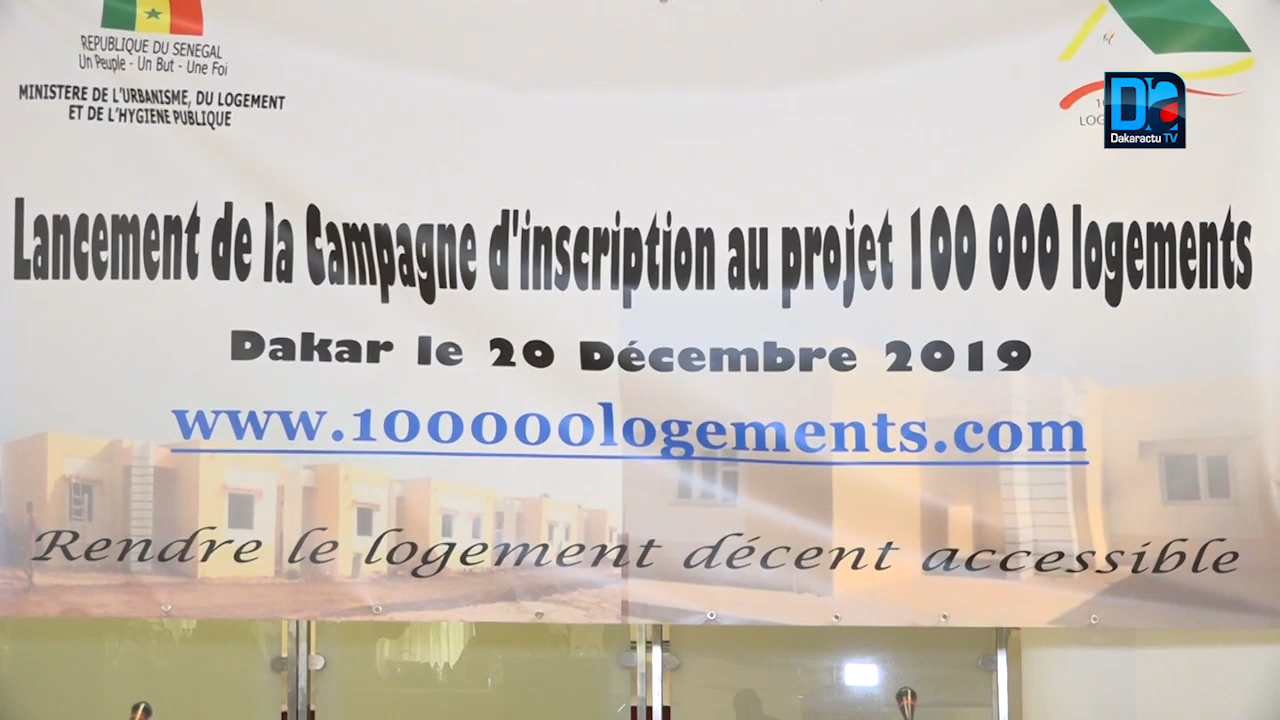 REPUBLIQUE DU SENEGAL
Un Peuple - Un But - Une Foi
MINISTERE DE L'URBANISME, DU LOGEMENT
ET DE L'HYGIENE PUBLIQUE
Dakaractu TV
Lancement de la Campagne d'inscription au projet 100 000 logements
Dakar le 20 Décembre 2019
www.100000logements.com
Rendre le logement décent accessible